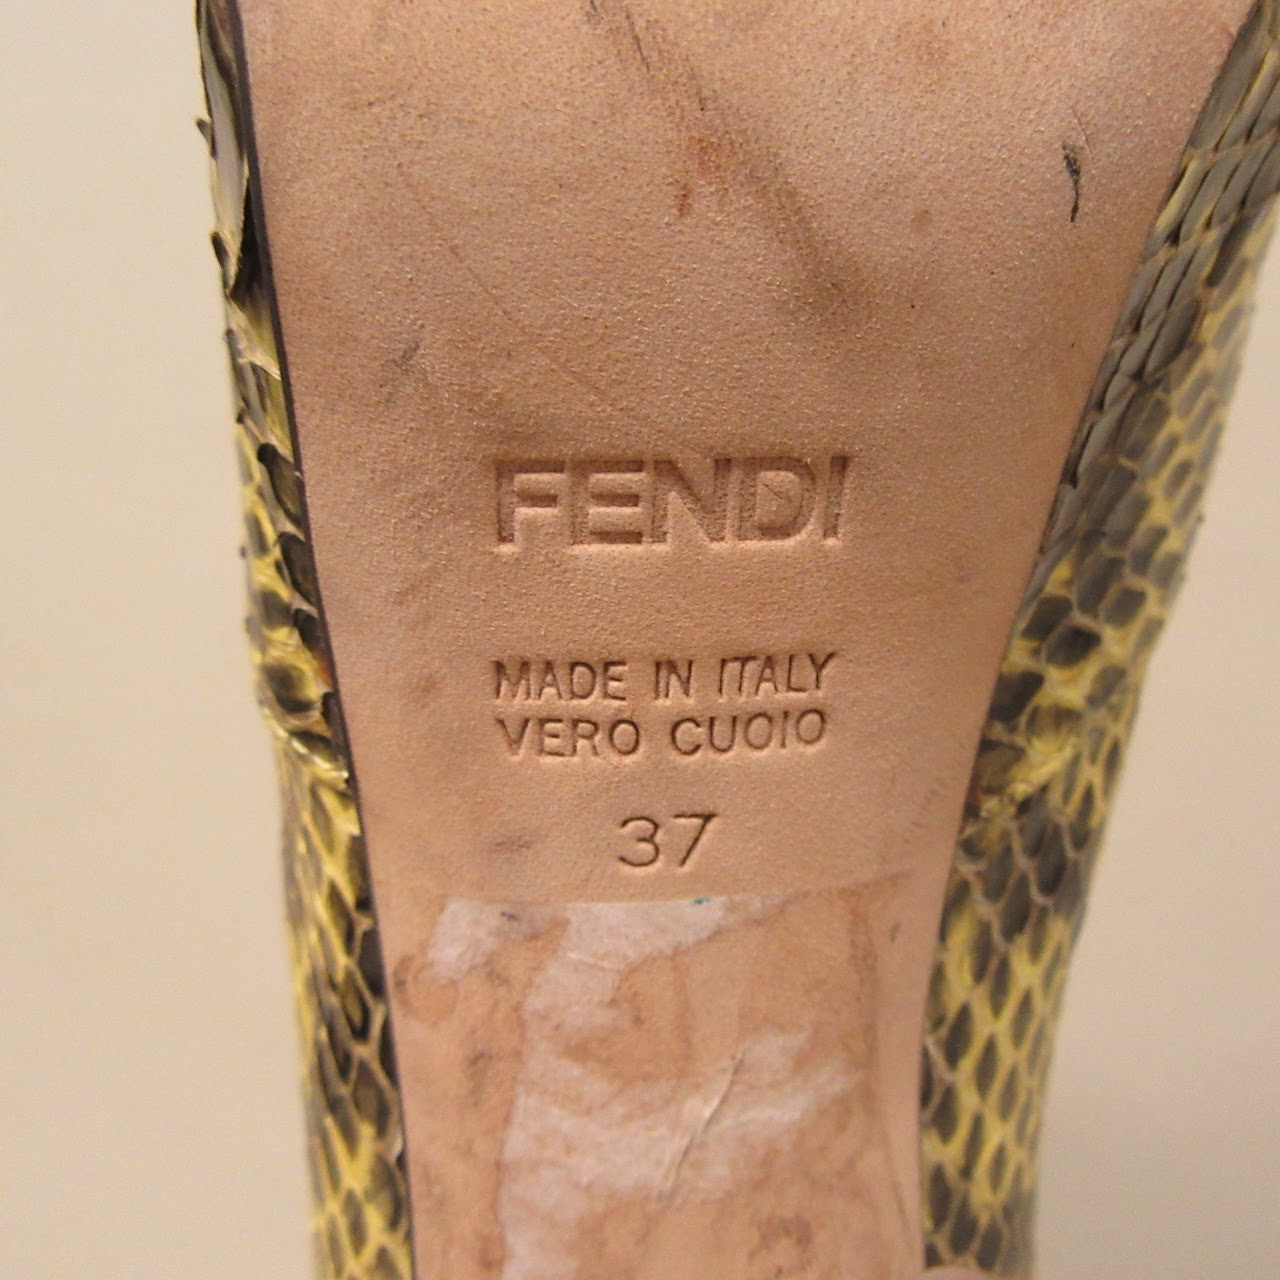 FENDI
MADE IN ITALY
VERO CUOIO
37